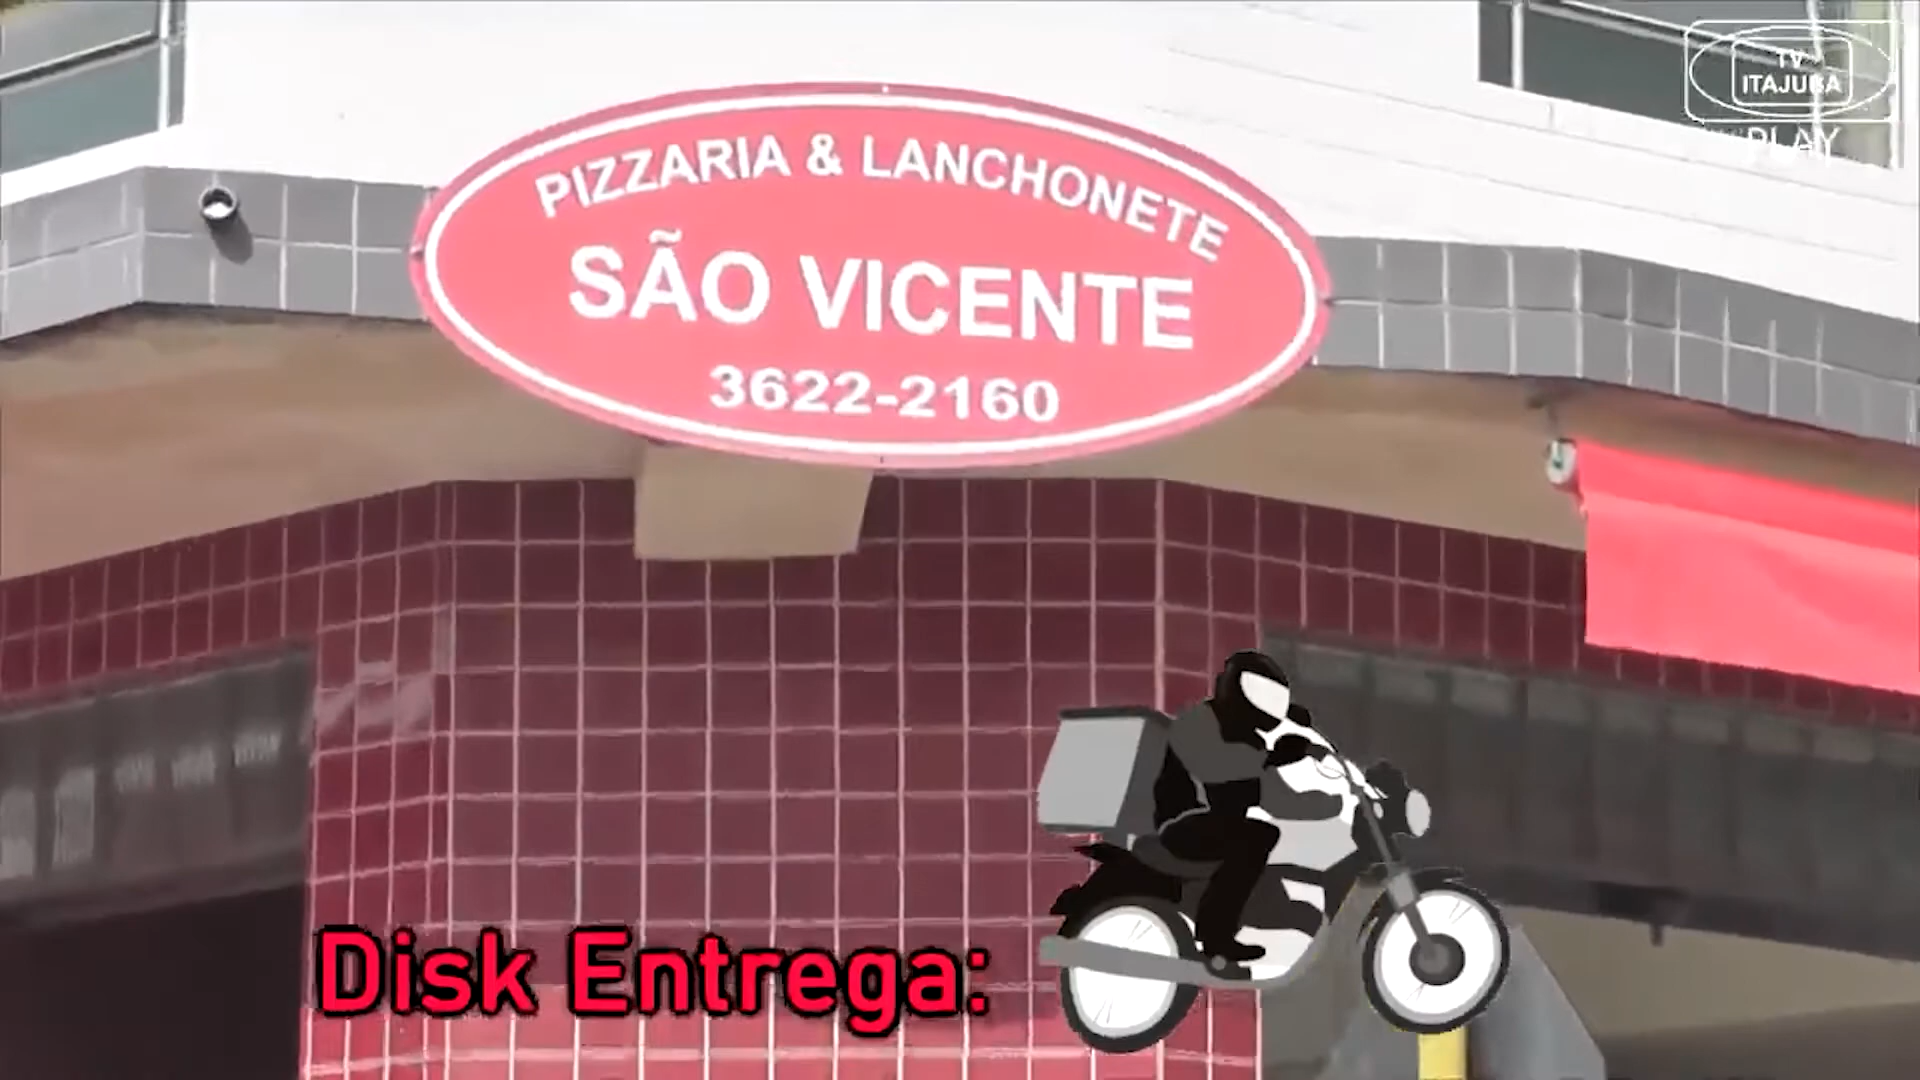 TV
ITAJUBÁ
PLAY
PIZZARIA & LANCHONETE
SÃO VICENTE
3622-2160
Disk Entrega: